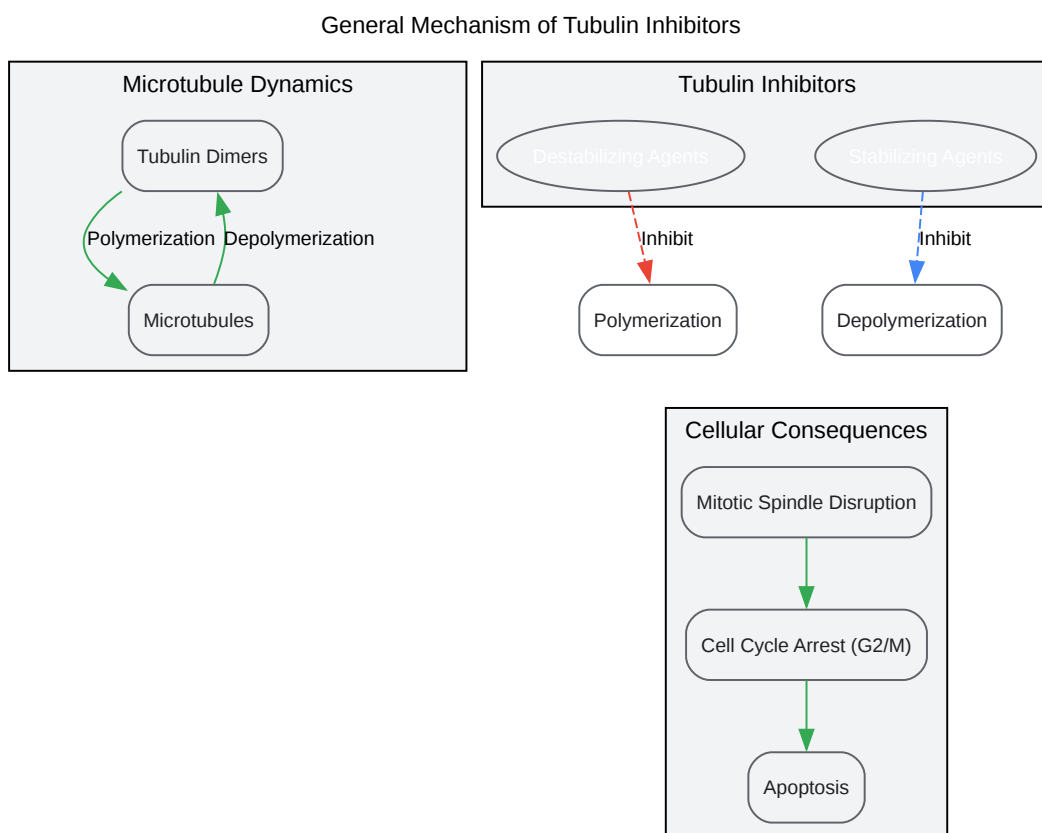 General Mechanism of Tubulin Inhibitors
Microtubule Dynamics
Tubulin Dimers
Polymerization
Depolymerization
Microtubules
Tubulin Inhibitors
Destabilizing Agents
Stabilizing Agents
Inhibit
Inhibit
Polymerization
Depolymerization
Cellular Consequences
Mitotic Spindle Disruption
Cell Cycle Arrest (G2/M)
Apoptosis